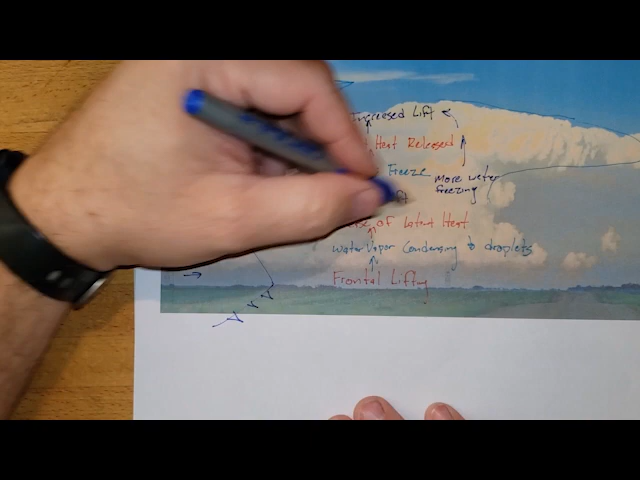 Increased Lift
Heat Released
Freeze
More water
freezing
of Latent Heat
Water Vapor Condensing to droplets
Frontal Lifting